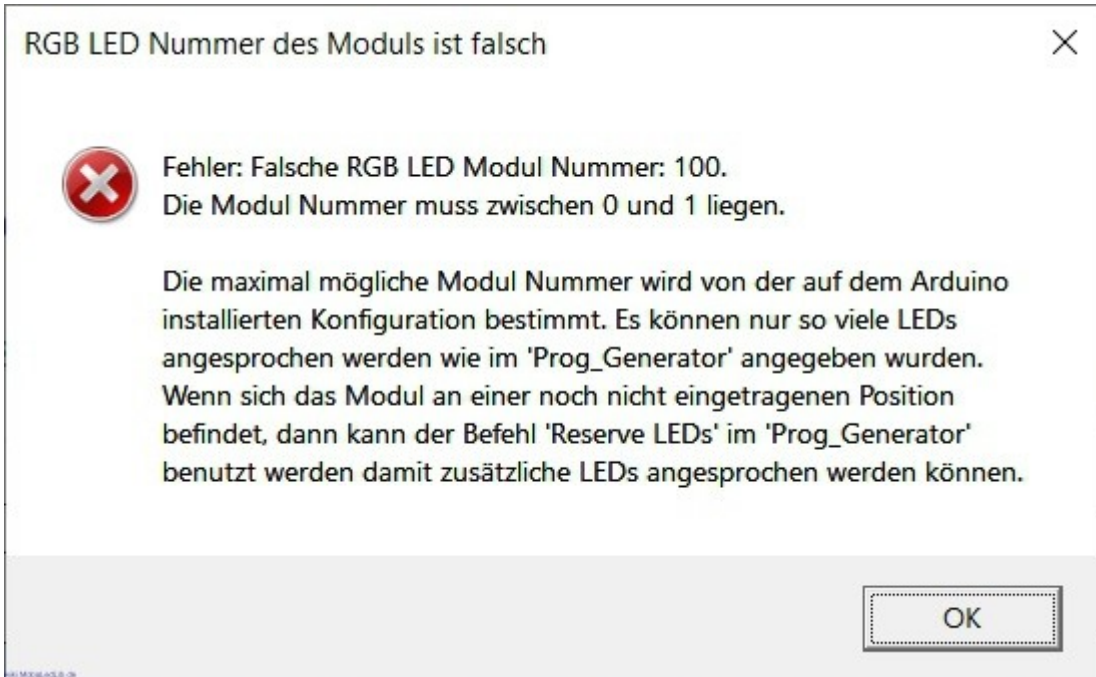 RGB LED Nummer des Moduls ist falsch
Fehler: Falsche RGB LED Modul Nummer: 100.
Die Modul Nummer muss zwischen 0 und 1 liegen.
Die maximal mögliche Modul Nummer wird von der auf dem Arduino
installierten Konfiguration bestimmt. Es können nur so viele LEDs
angesprochen werden wie im 'Prog_Generator' angegeben wurden.
Wenn sich das Modul an einer noch nicht eingetragenen Position
befindet, dann kann der Befehl 'Reserve LEDs' im 'Prog_Generator'
benutzt werden damit zusätzliche LEDs angesprochen werden können.
OK